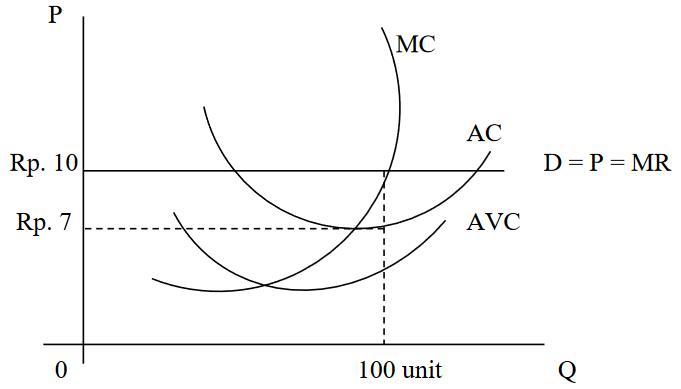 P
MC
AC
Rp. 10
D = P = MR
Rp. 7
AVC
0
100 unit
Q